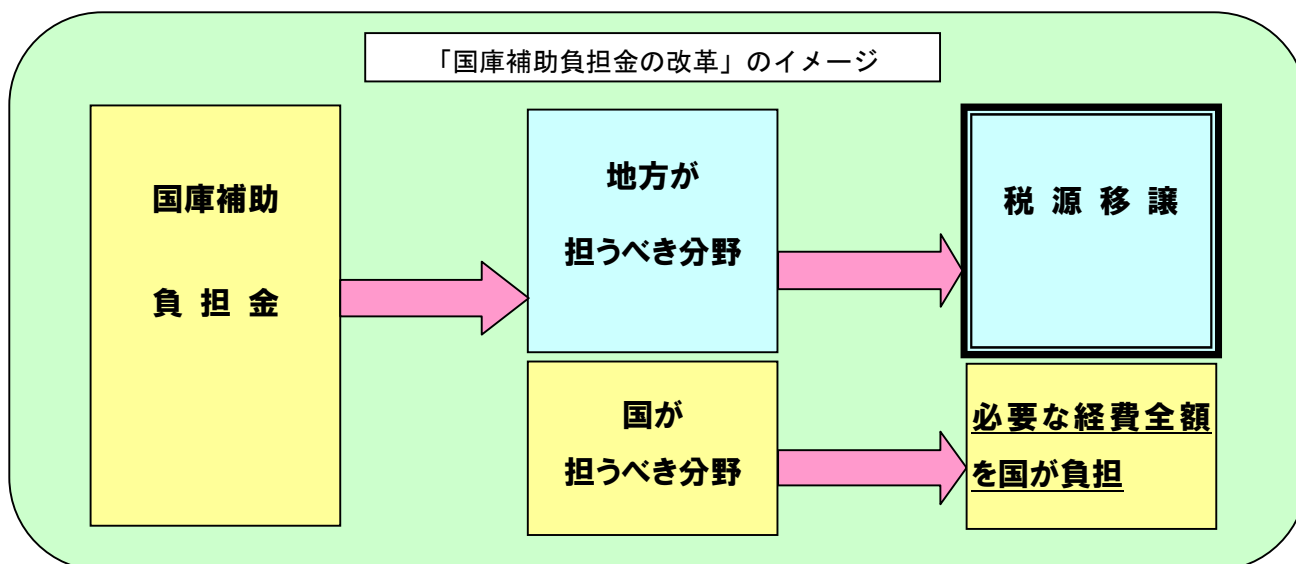 「国庫補助負担金の改革」のイメージ
国庫補助
負 担 金
地方が
担うべき分野
税 源 移 譲
国が
担うべき分野
必要な経費全額
を国が負担